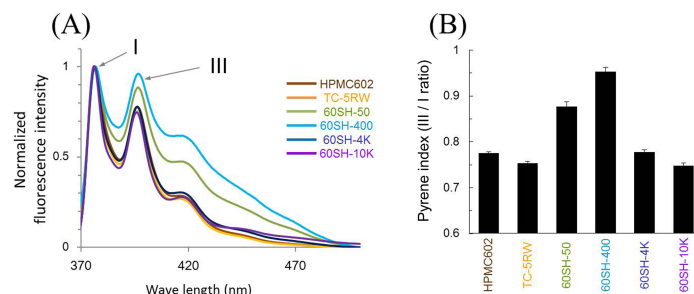 (A)
I
III
HPMC602
TC-5RW
60SH-50
60SH-400
60SH-4K
60SH-10K
Normalized
fluorescence intensity
1
0.5
0
370
420
470
Wave length (nm)
(B)
Pyrene index (III / I ratio)
1
0.9
0.8
0.7
0.6
HPMC602
TC-5RW
60SH-50
60SH-400
60SH-4K
60SH-10K